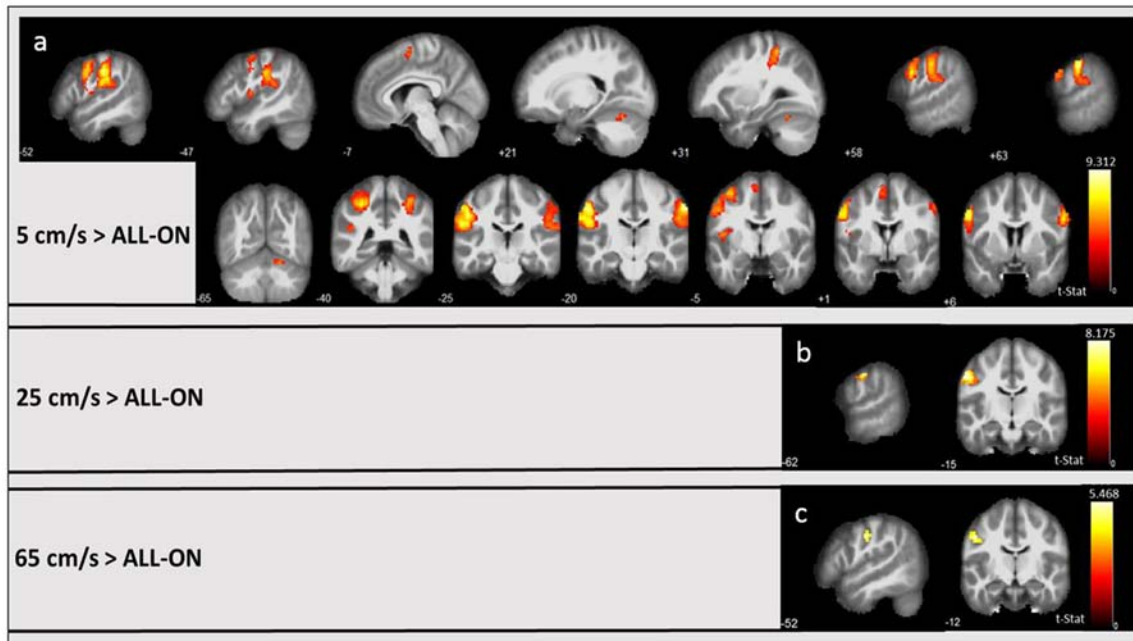 a
-52 -47 -7 +21 +31 +58 +63
9.312
5 cm/s > ALL-ON
-65 -40 -25 -20 -5 +1 +6
t-Stat 0
b
8.175
25 cm/s > ALL-ON
-62 -15
t-Stat 0
c
5.468
65 cm/s > ALL-ON
-52 -12
t-Stat 0